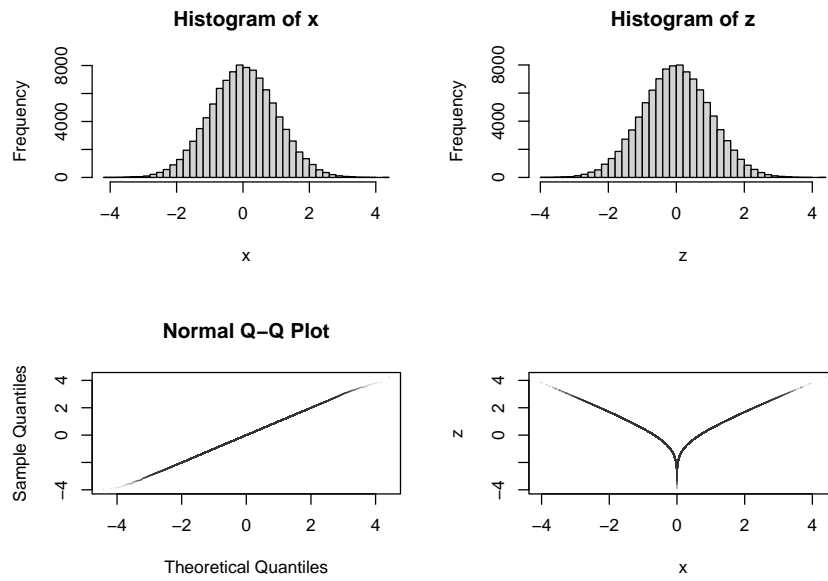 Histogram of x
Frequency
0 4000 8000
−4 −2 0 2 4
x
Histogram of z
Frequency
0 4000 8000
−4 −2 0 2 4
z
Normal Q−Q Plot
Sample Quantiles
−4 0 2 4
−4 −2 0 2 4
Theoretical Quantiles
z
−4 0 2 4
−4 −2 0 2 4
x